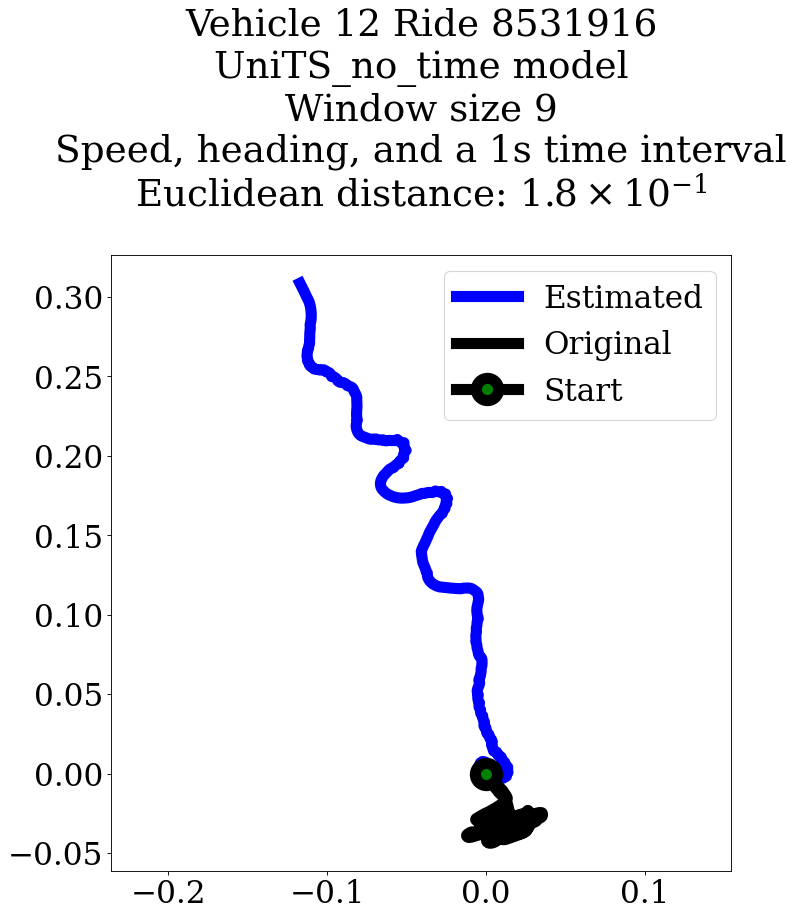 Vehicle 12 Ride 8531916
UniTS_no_time model
Window size 9
Speed, heading, and a 1s time interval
Euclidean distance: 1.8 × 10⁻¹
Estimated
Original
Start
0.30
0.25
0.20
0.15
0.10
0.05
0.00
−0.05
−0.2
−0.1
0.0
0.1